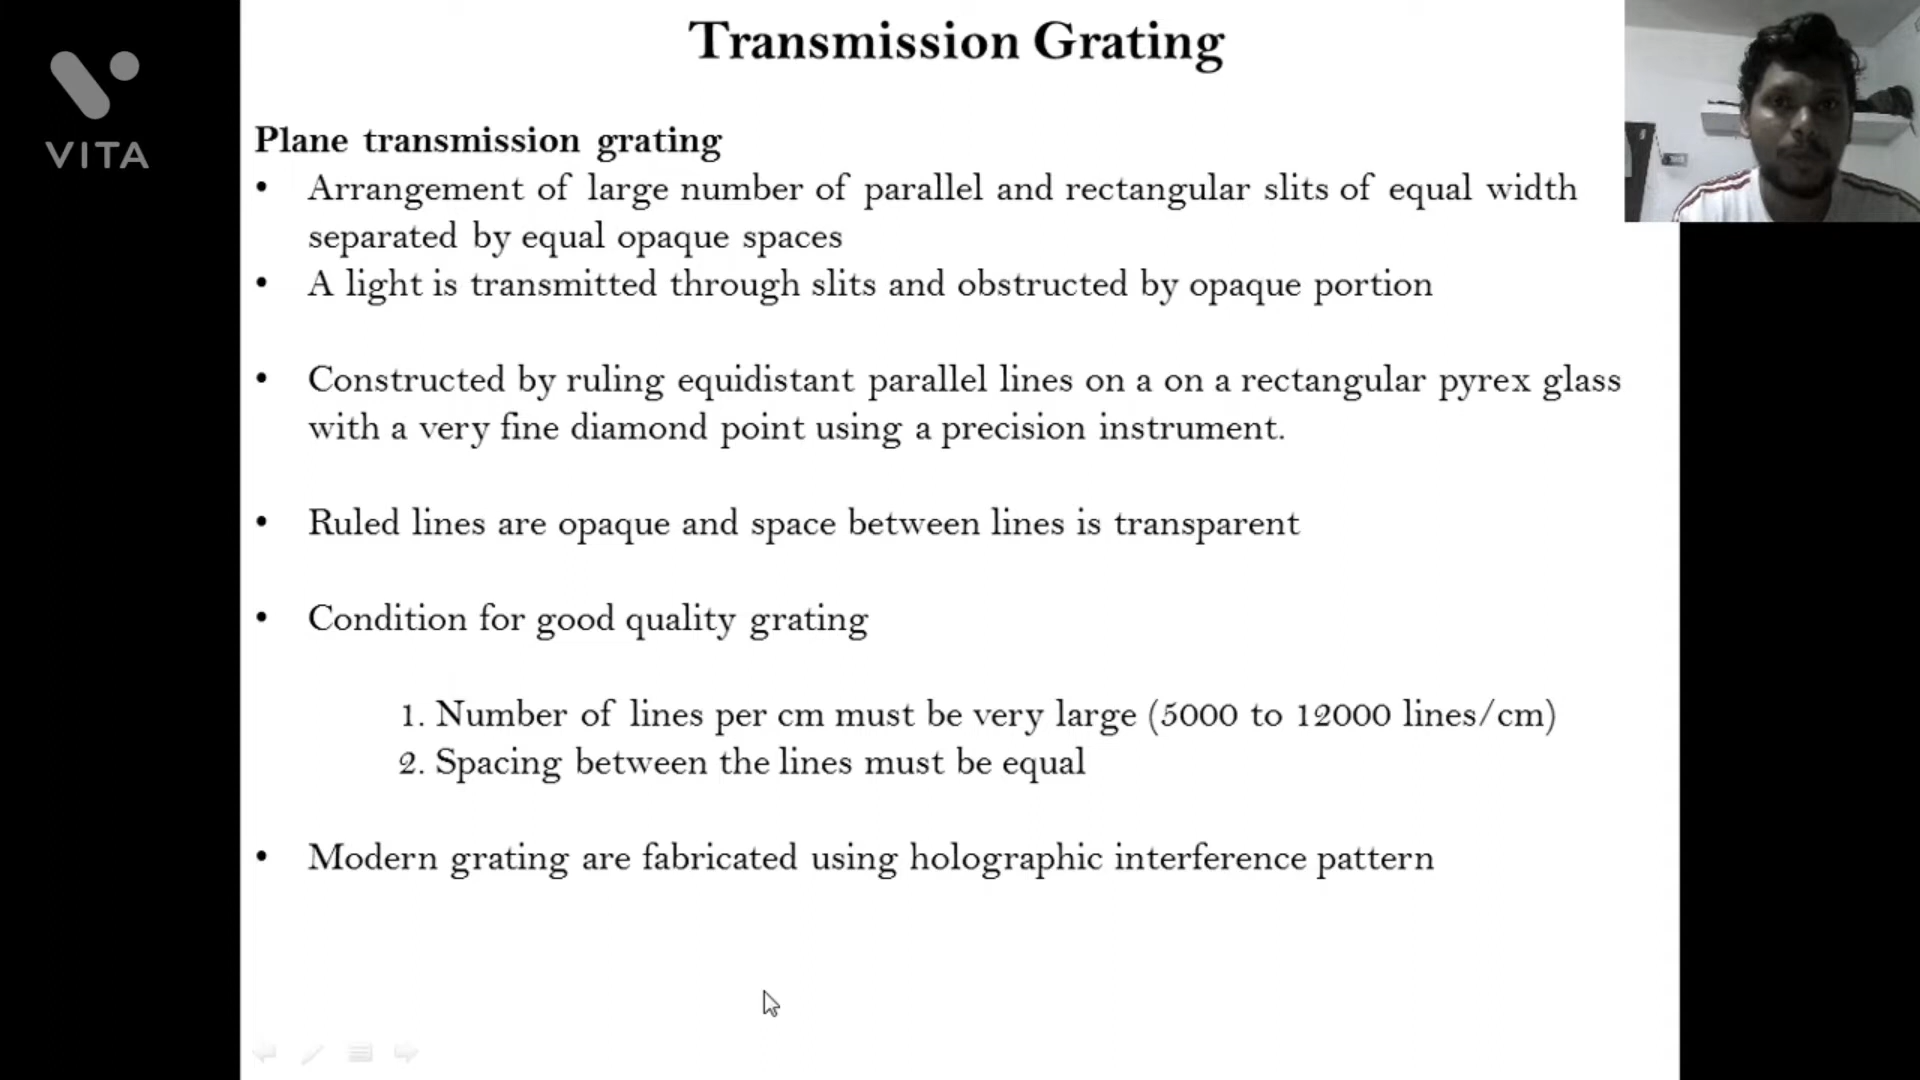 Transmission Grating
VITA
Plane transmission grating
• Arrangement of large number of parallel and rectangular slits of equal width
separated by equal opaque spaces
• A light is transmitted through slits and obstructed by opaque portion
• Constructed by ruling equidistant parallel lines on a on a rectangular pyrex glass
with a very fine diamond point using a precision instrument.
• Ruled lines are opaque and space between lines is transparent
• Condition for good quality grating
1. Number of lines per cm must be very large (5000 to 12000 lines/cm)
2. Spacing between the lines must be equal
• Modern grating are fabricated using holographic interference pattern